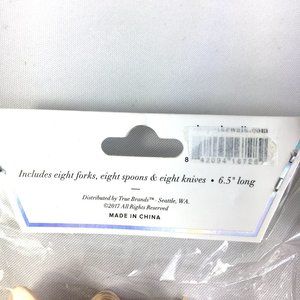 Includes eight forks, eight spoons & eight knives • 6.5" long
Distributed by True Brands™ · Seattle, WA.
©2017 All Rights Reserved
MADE IN CHINA